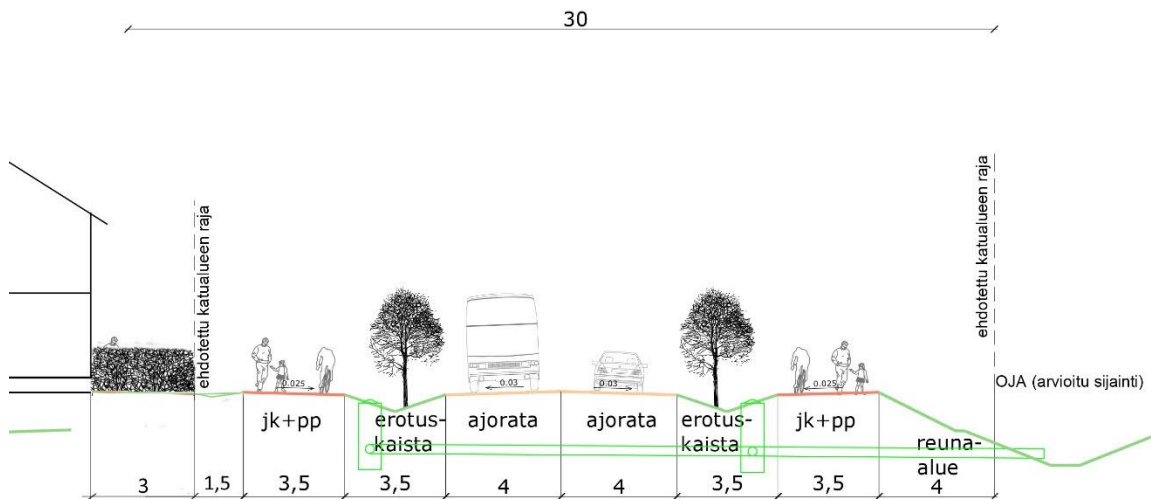 30
ehdotettu katualueen raja
ehdotettu katualueen raja
OJA (arvioitu sijainti)
0.025
0.03
0.03
0.025
jk+pp
erotus-
kaista
ajorata
ajorata
erotus-
kaista
jk+pp
reuna-
alue
3
1,5
3,5
3,5
4
4
3,5
3,5
4